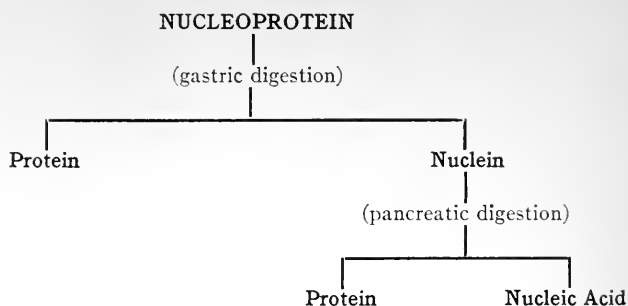 NUCLEOPROTEIN
(gastric digestion)
Protein Nuclein
(pancreatic digestion)
Protein Nucleic Acid